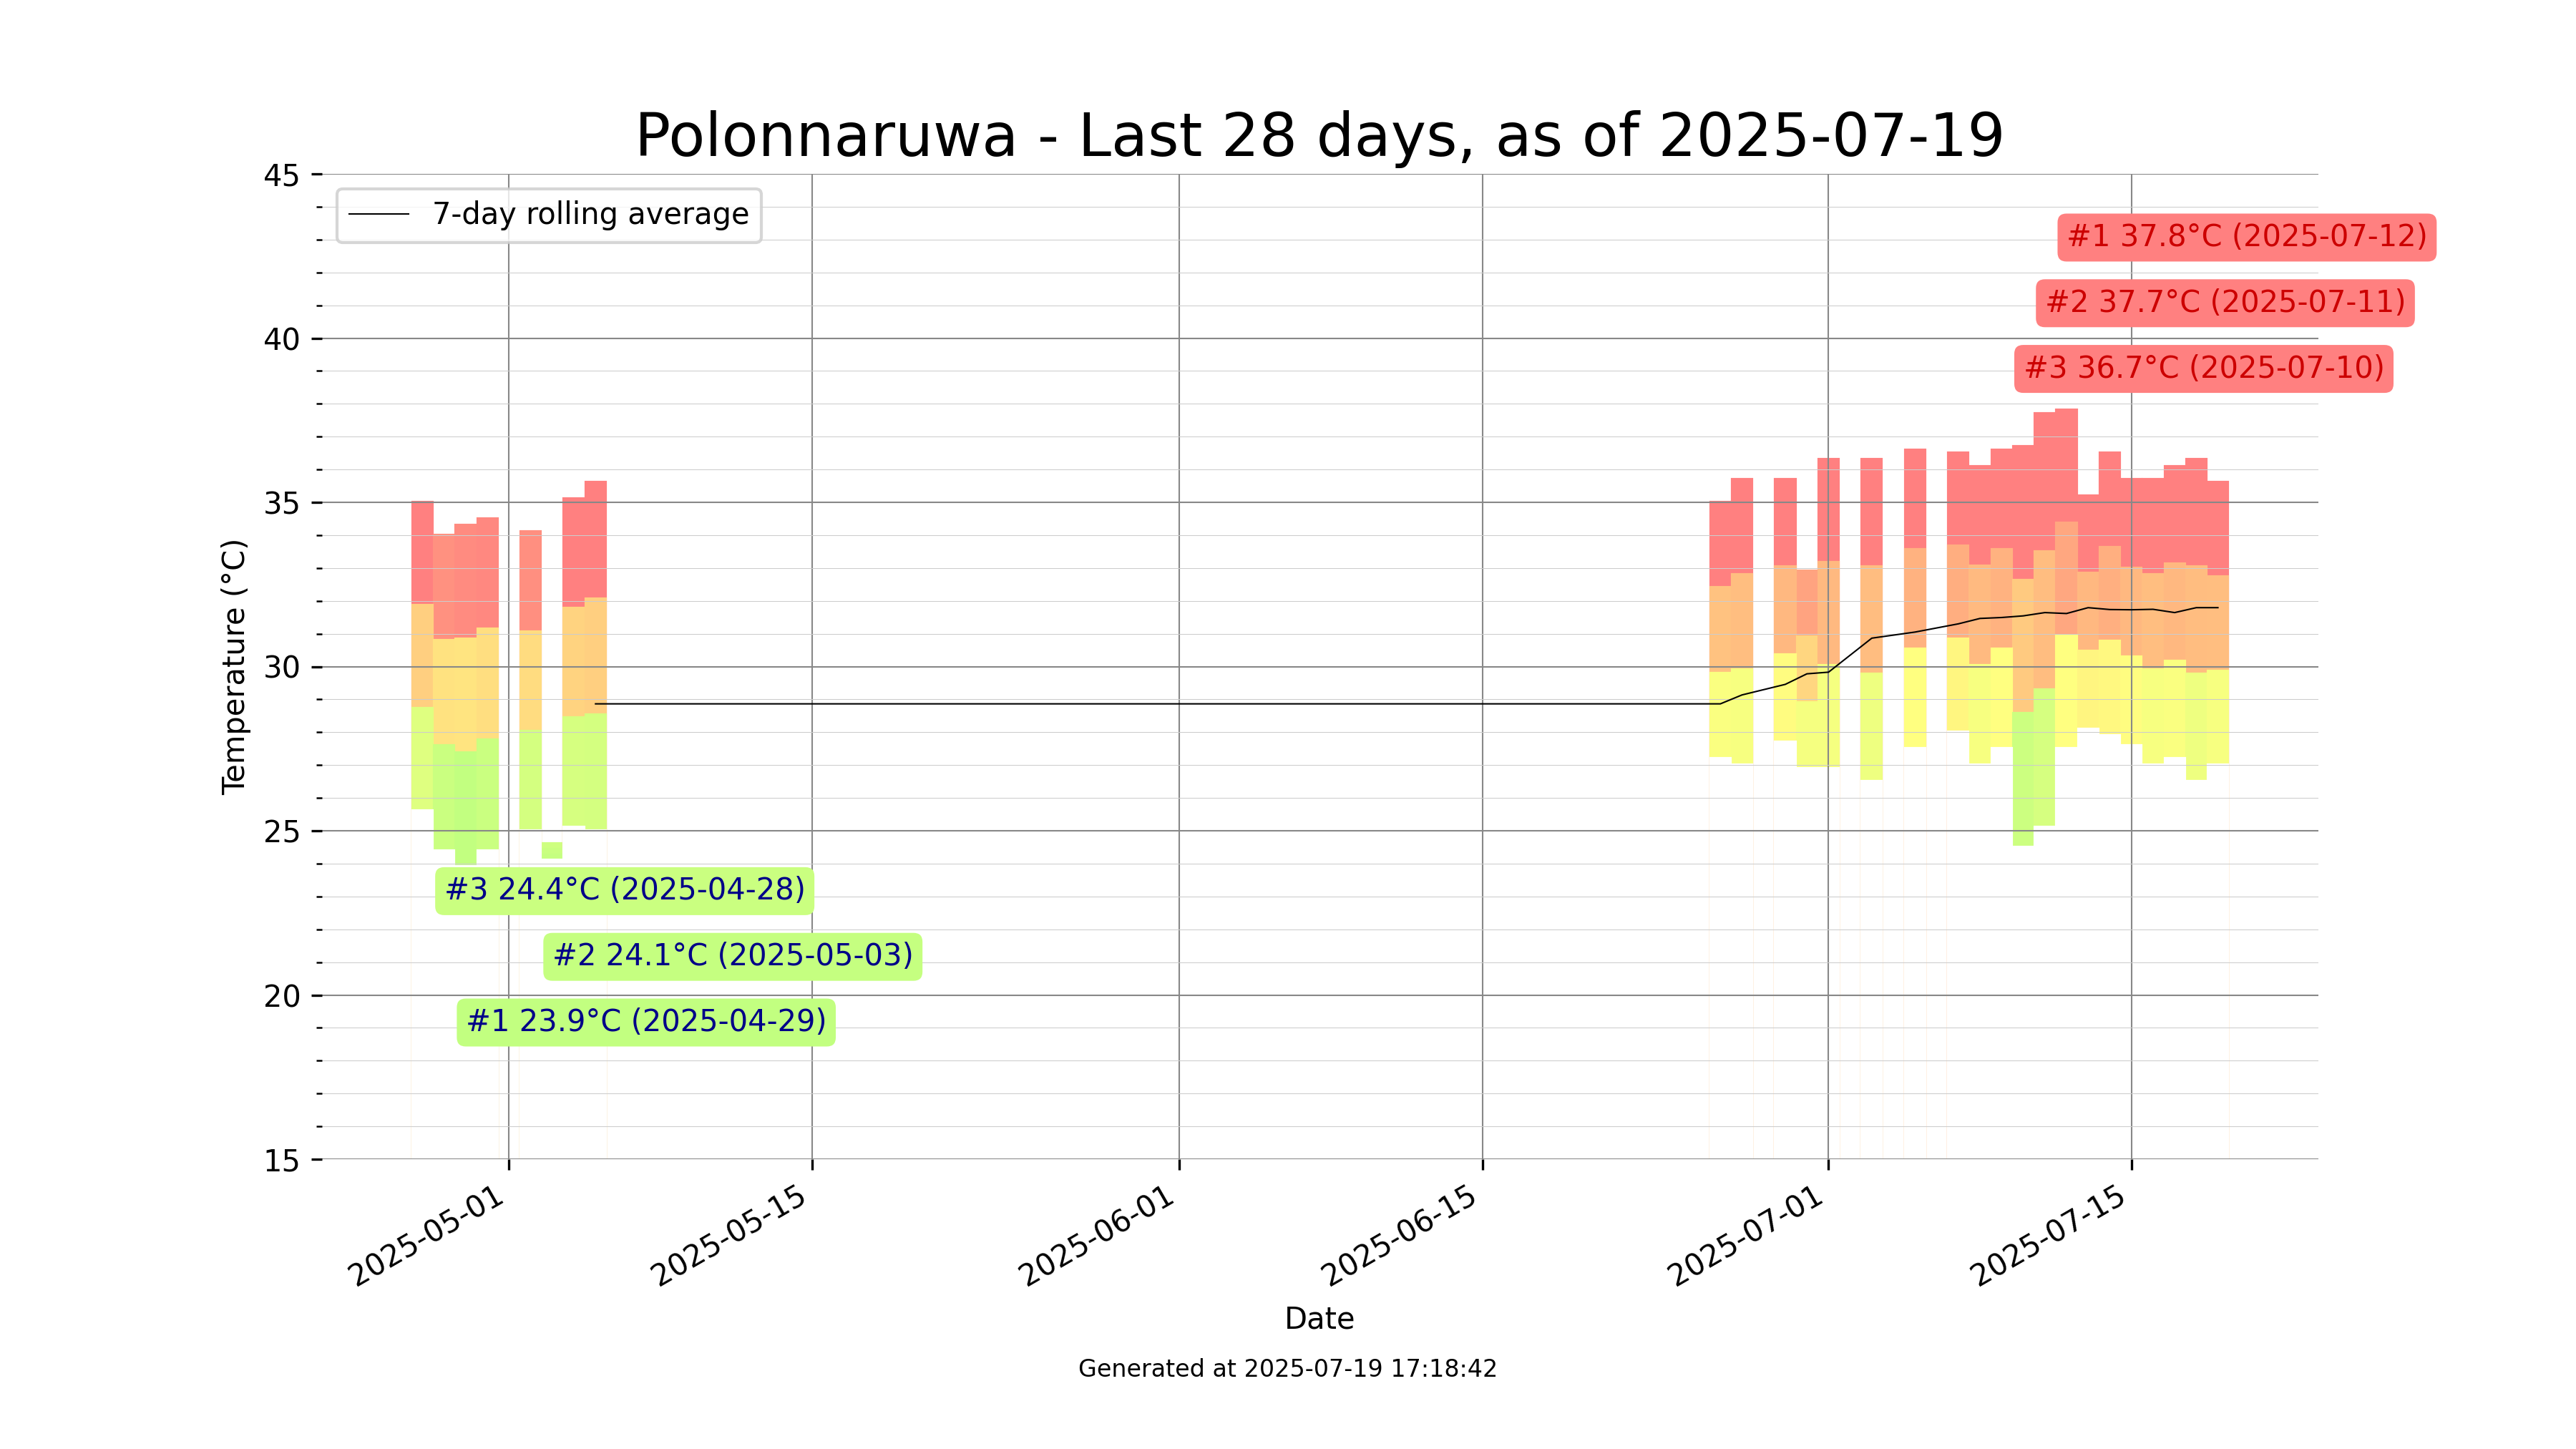 Polonnaruwa - Last 28 days, as of 2025-07-19
7-day rolling average
#1 37.8°C (2025-07-12)
#2 37.7°C (2025-07-11)
#3 36.7°C (2025-07-10)
45
40
35
30
25
20
15
Temperature (°C)
#3 24.4°C (2025-04-28)
#2 24.1°C (2025-05-03)
#1 23.9°C (2025-04-29)
2025-05-01
2025-05-15
2025-06-01
2025-06-15
2025-07-01
2025-07-15
Date
Generated at 2025-07-19 17:18:42